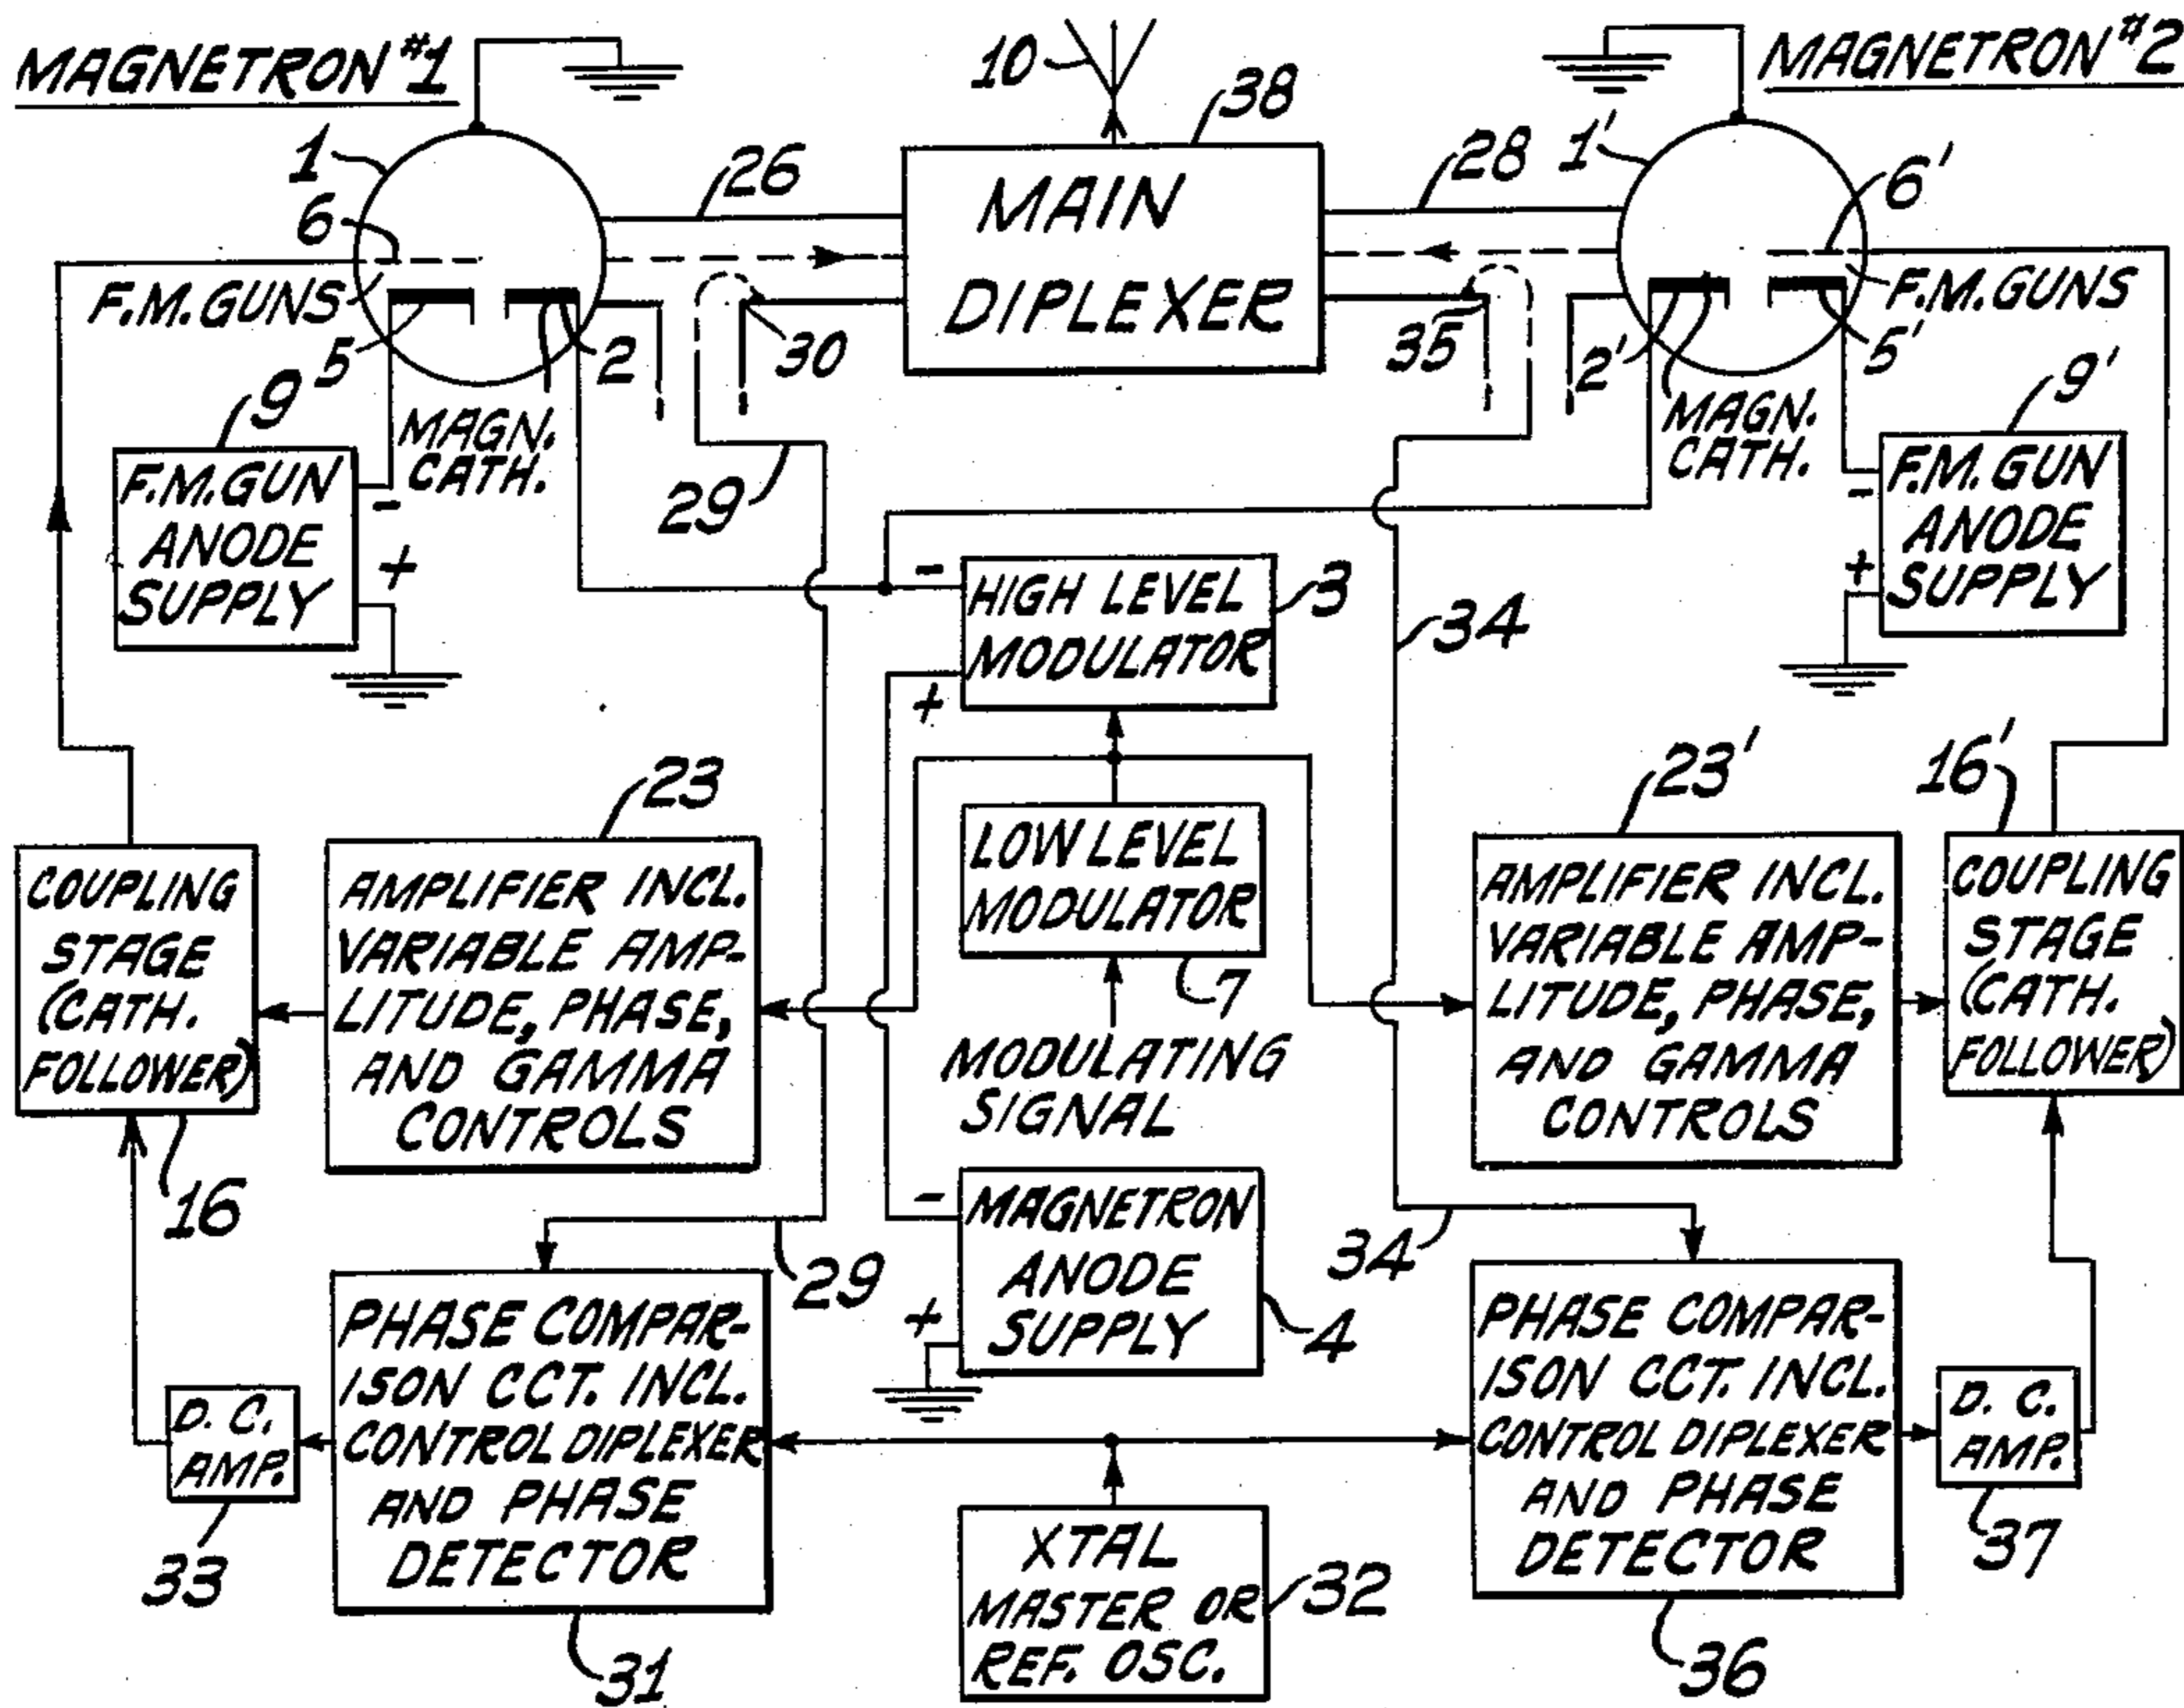 MAGNETRON #1
10
38
MAGNETRON #2
1
26
28
1'
6'
6
MAIN
DIPLEXER
F.M. GUNS
F.M. GUNS
5
2
30
35
2'
5'
9
MAGN.
CATH.
MAGN.
CATH.
9'
F.M. GUN
ANODE
SUPPLY
-
+
29
-
HIGH LEVEL
MODULATOR
+
3
34
-
+
F.M. GUN
ANODE
SUPPLY
23
23'
16'
COUPLING
STAGE
(CATH.
FOLLOWER)
AMPLIFIER INCL.
VARIABLE AMP-
LITUDE, PHASE,
AND GAMMA
CONTROLS
LOW LEVEL
MODULATOR
7
MODULATING
SIGNAL
AMPLIFIER INCL.
VARIABLE AMP-
LITUDE, PHASE,
AND GAMMA
CONTROLS
COUPLING
STAGE
(CATH.
FOLLOWER)
16
29
-
+
MAGNETRON
ANODE
SUPPLY
4
34
D. C.
AMP.
33
PHASE COMPAR-
ISON CCT. INCL.
CONTROL DIPLEXER
AND PHASE
DETECTOR
31
XTAL
MASTER OR
REF. OSC.
32
PHASE COMPAR-
ISON CCT. INCL.
CONTROL DIPLEXER
AND PHASE
DETECTOR
36
D. C.
AMP.
37